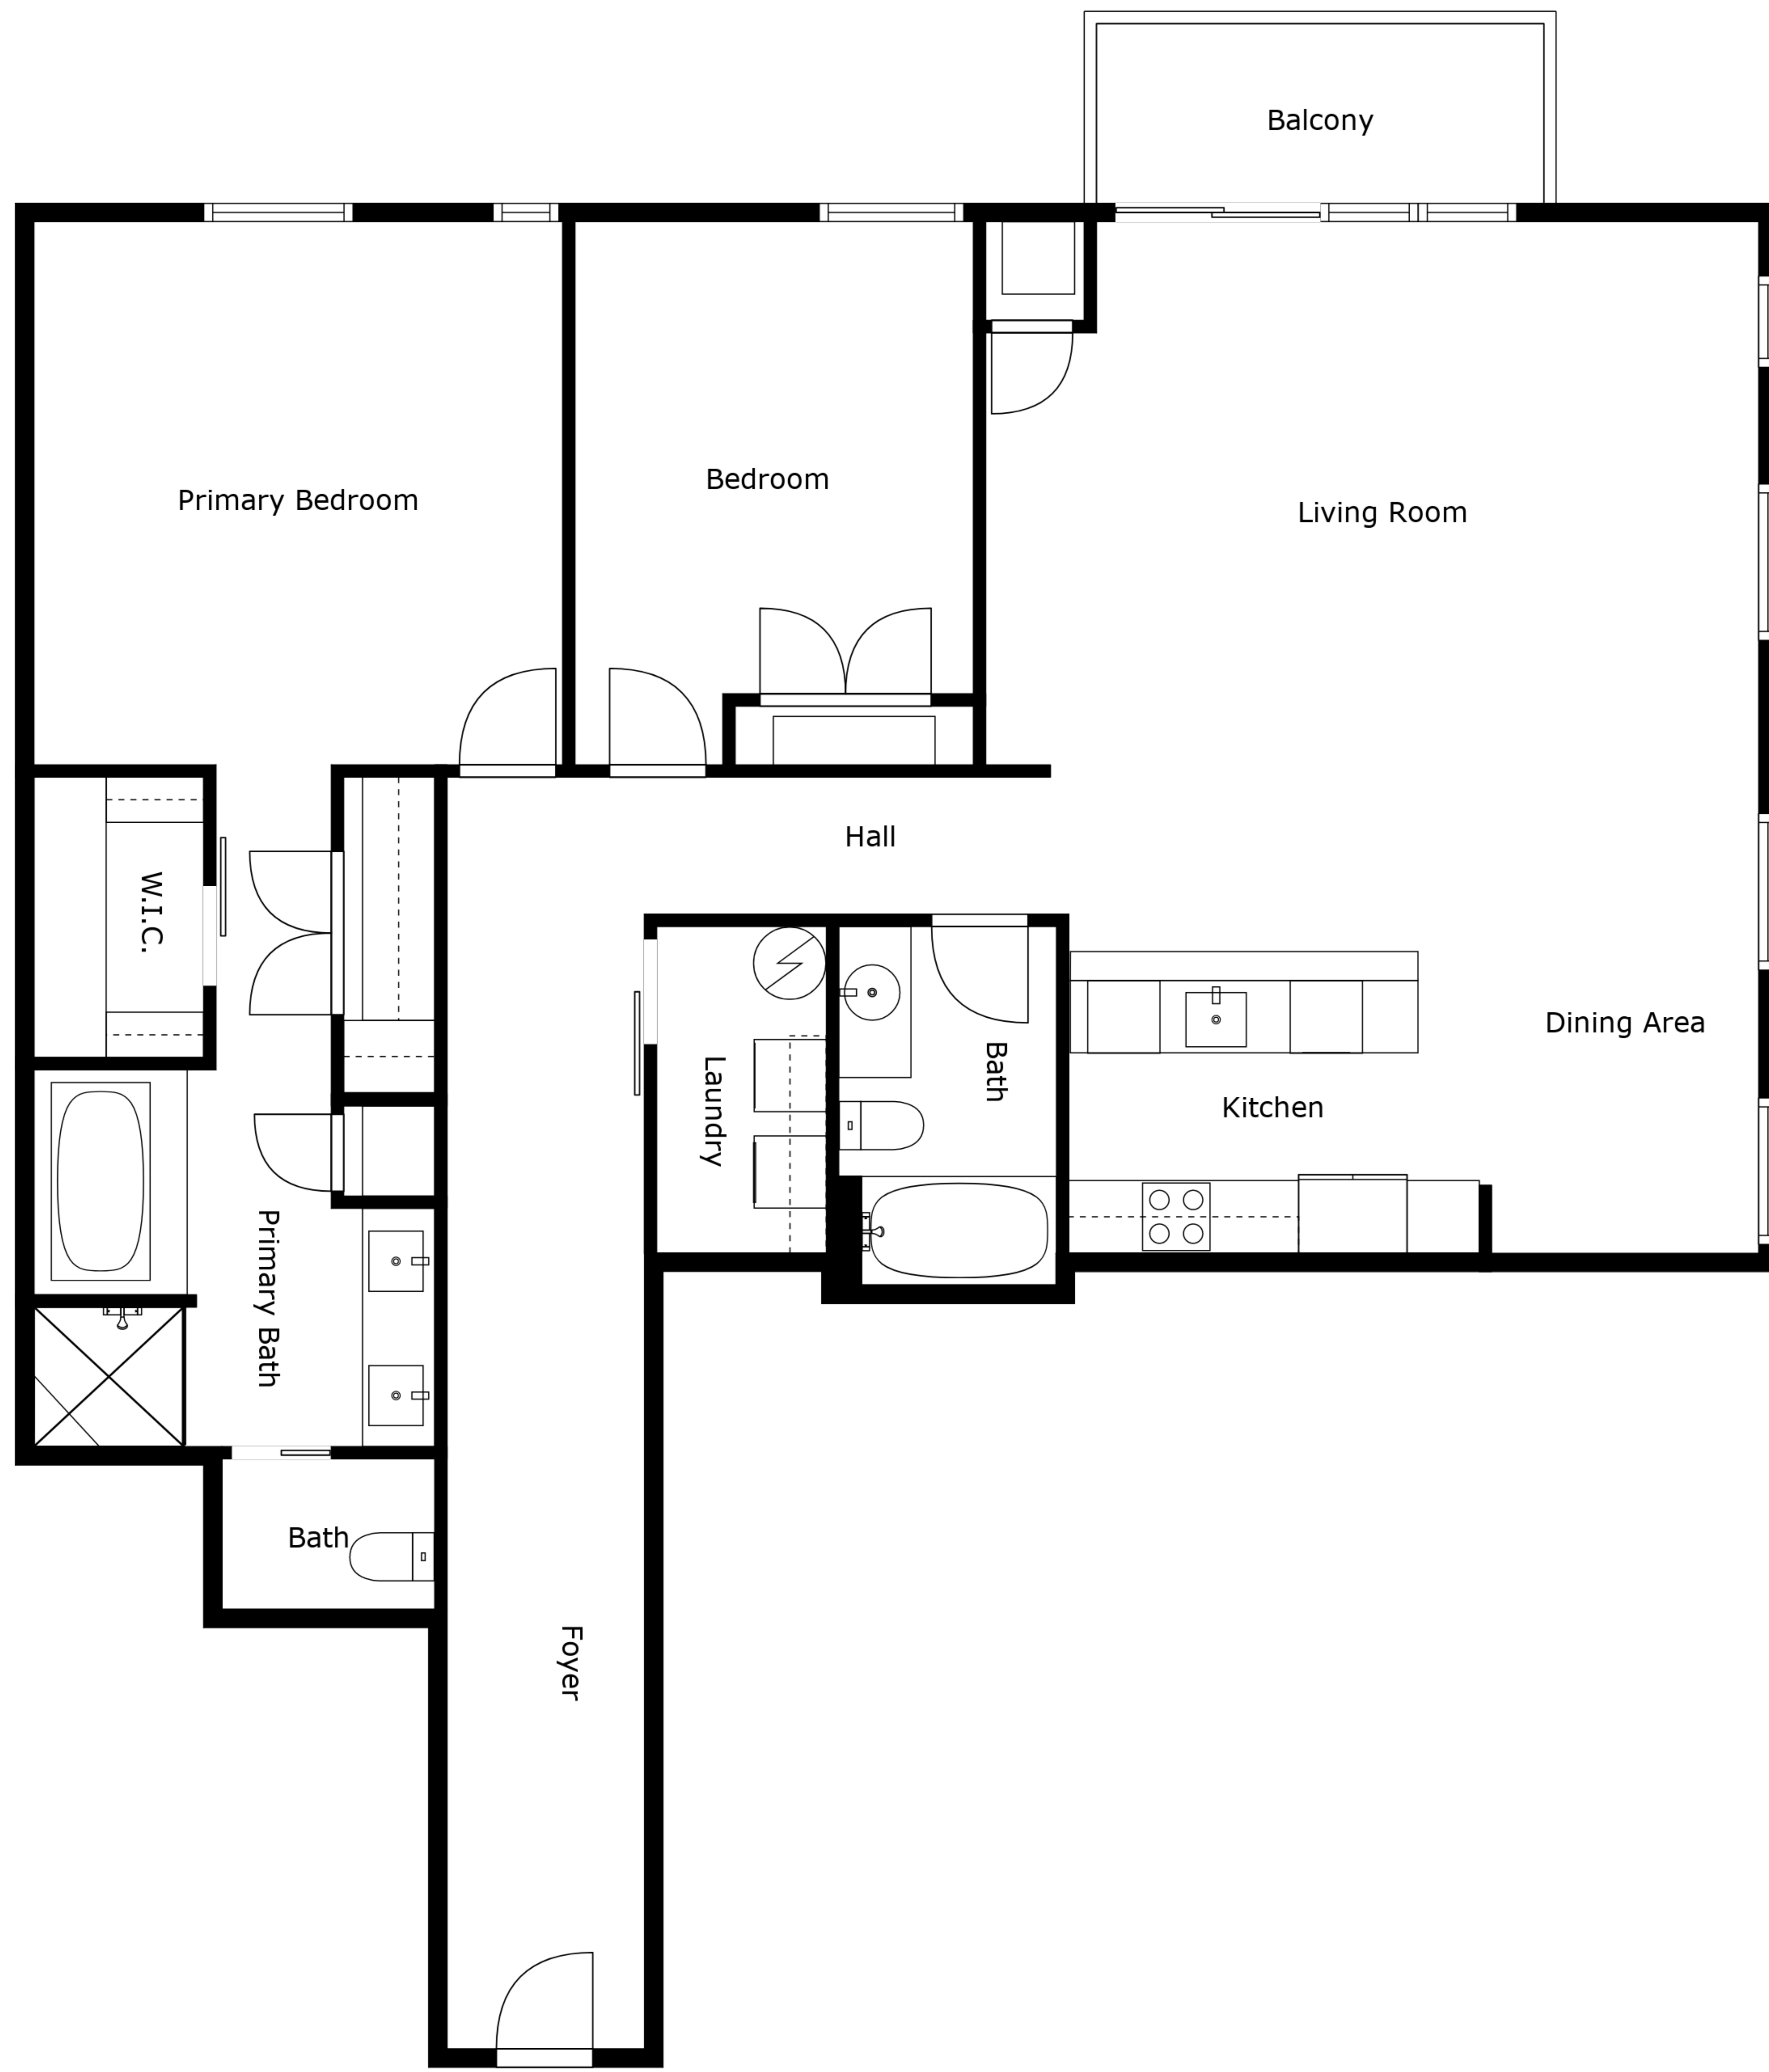 Balcony
Primary Bedroom
Bedroom
Living Room
Hall
W.I.C.
Dining Area
Laundry
Bath
Kitchen
Primary Bath
Bath
Foyer